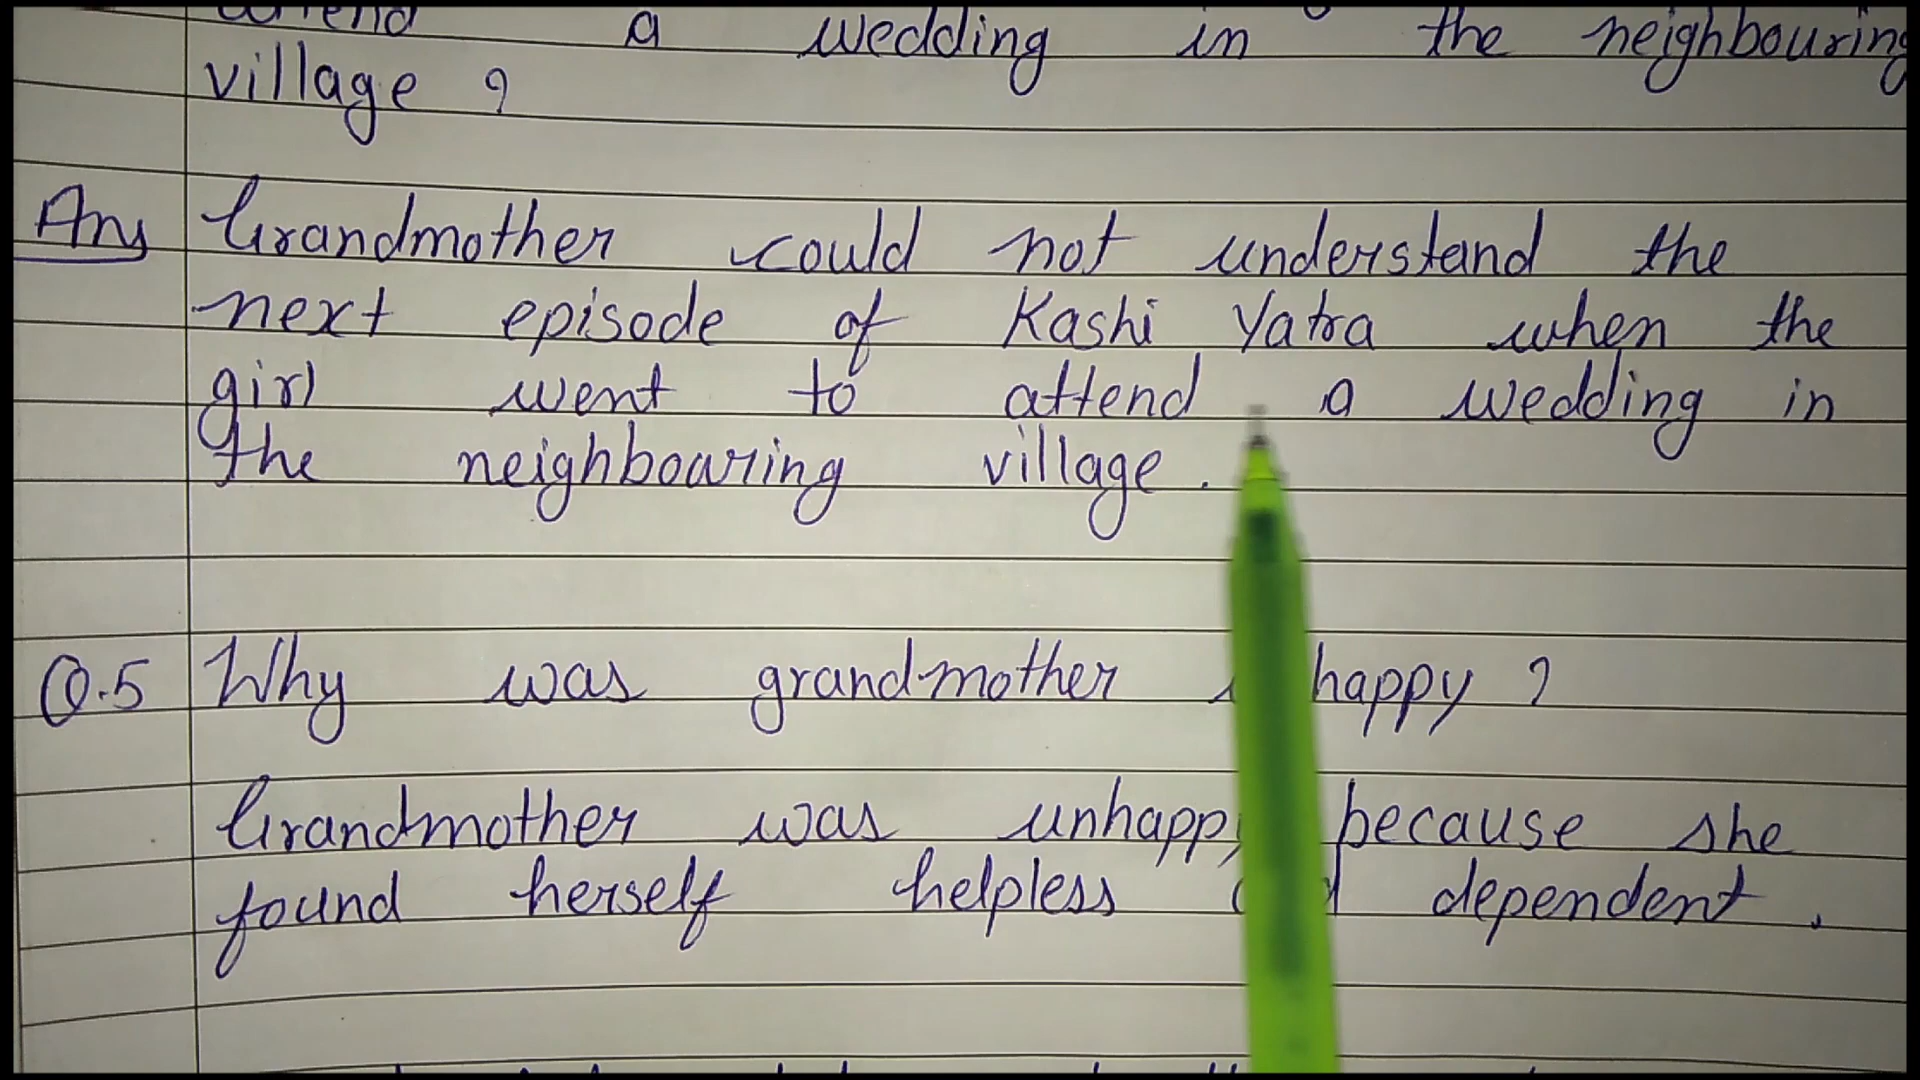 attend a wedding in the neighbouring
village ?
Ans Grandmother could not understand the
next episode of Kashi Yatra when the
girl went to attend a wedding in
the neighbouring village .
Q.5 Why was grandmother happy ?
Grandmother was unhappy because she
found herself helpless dependent .